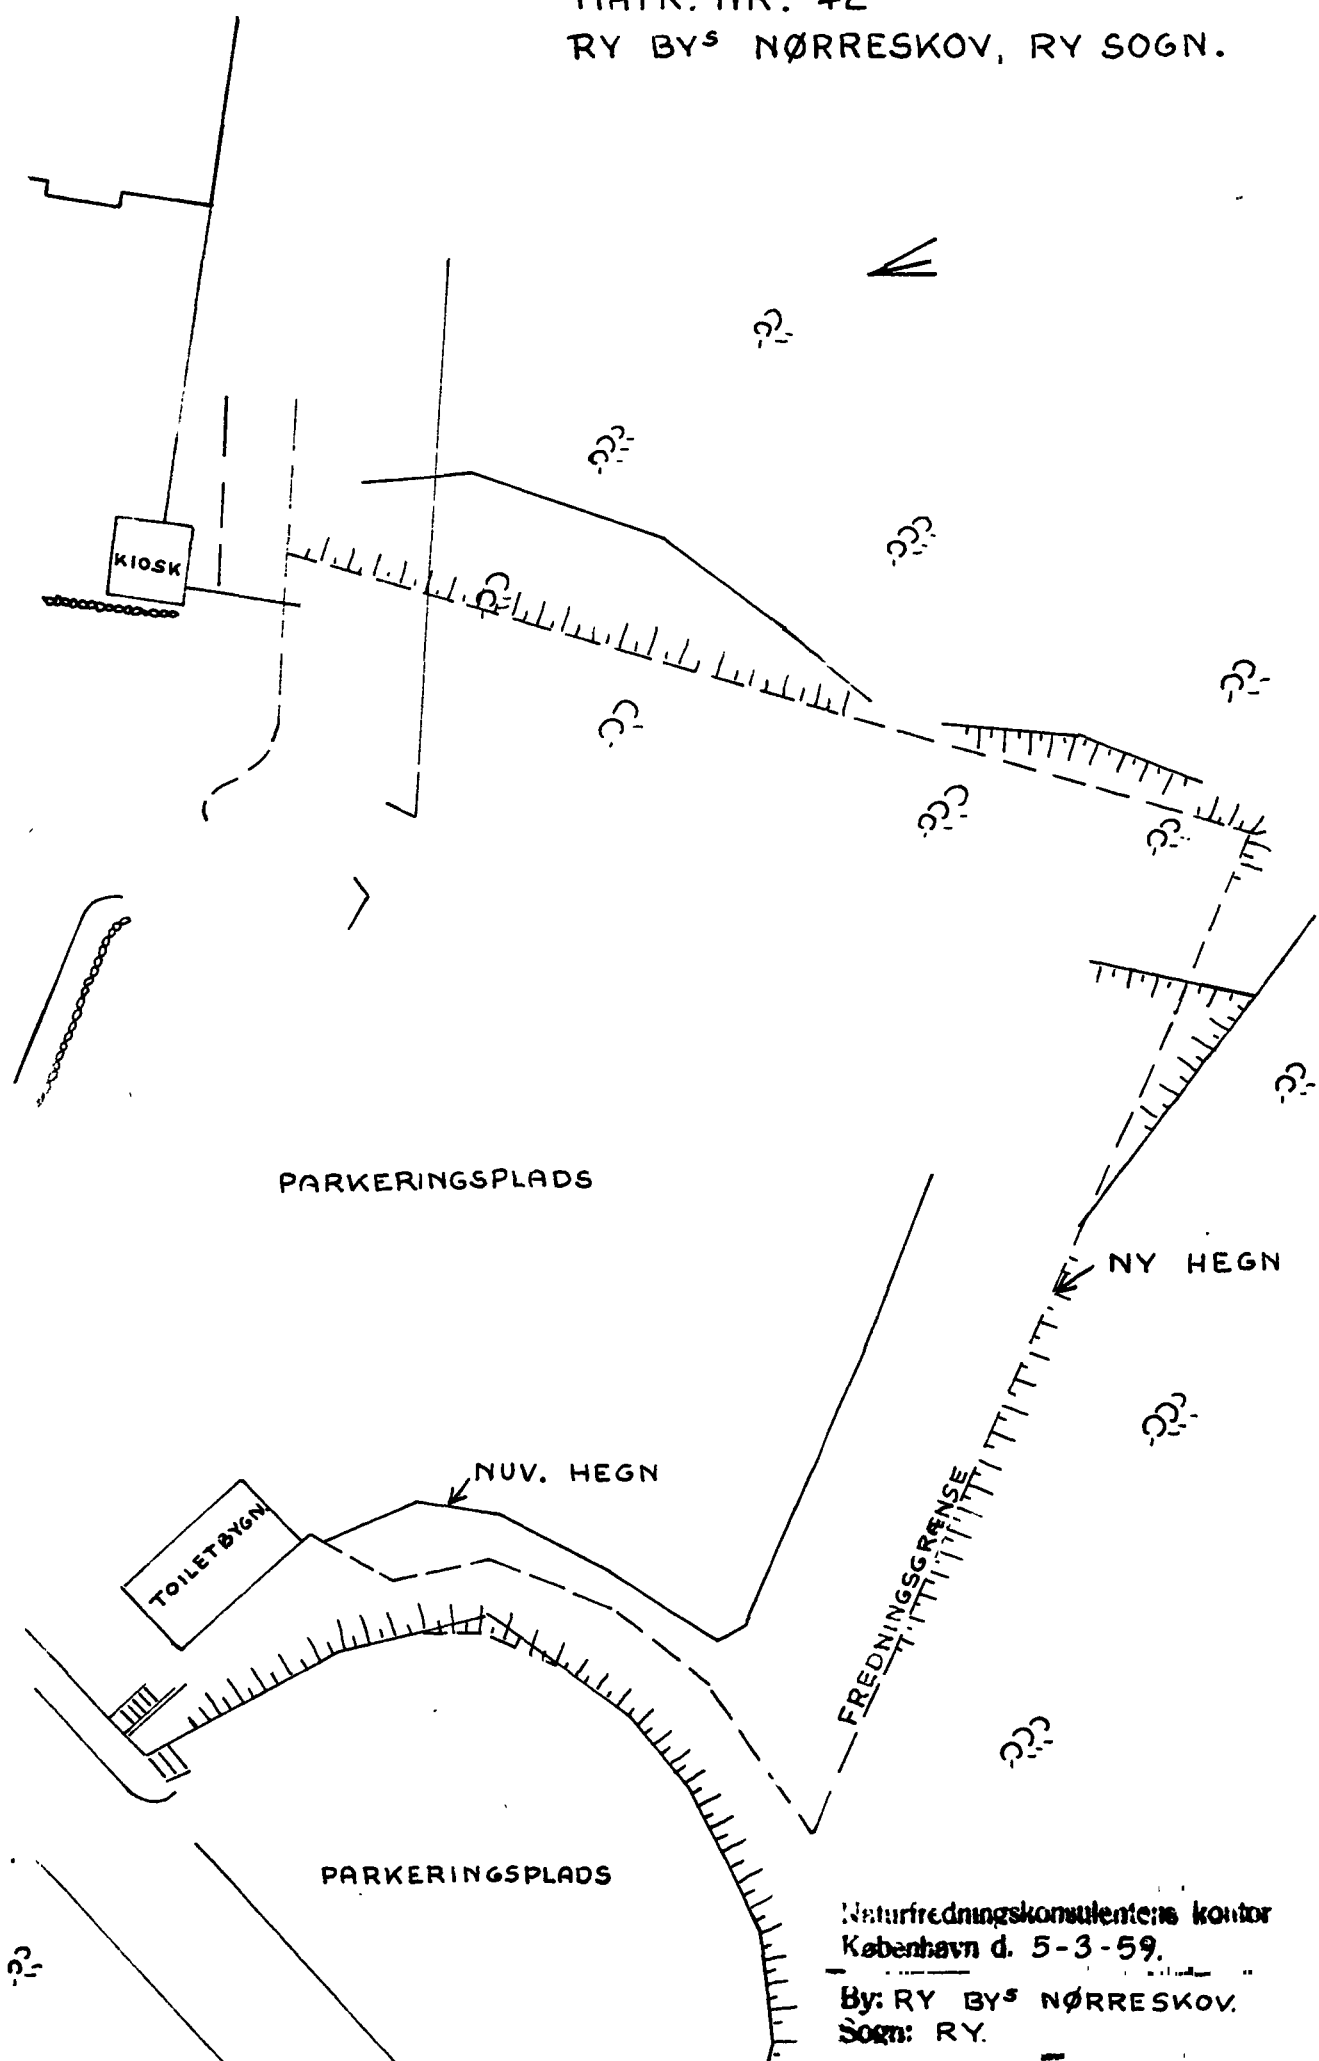 RY BYS NØRRESKOV, RY SOGN.
KIOSK
PARKERINGSPLADS
NY HEGN
NUV. HEGN
TOILETBYGN.
FREDNINGSGRÆNSE
PARKERINGSPLADS
Naturfredningskonsulentens kontor
København d. 5-3-59.
By: RY BYS NØRRESKOV.
Sogn: RY.